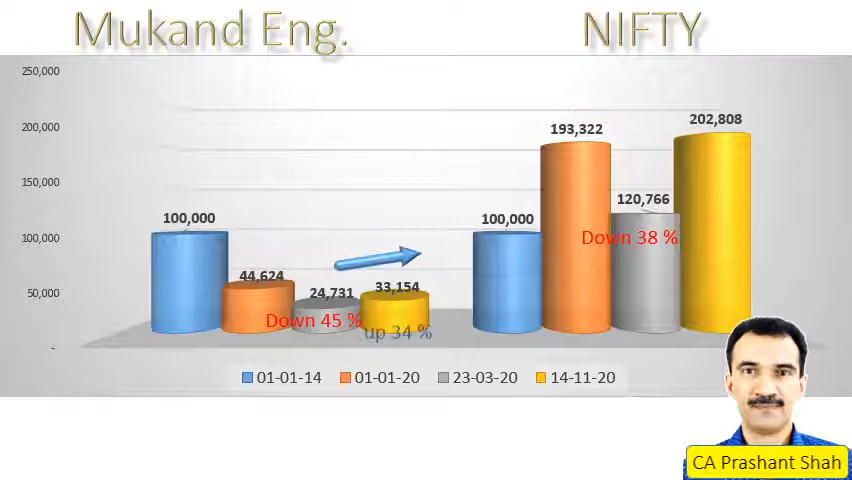 Mukand Eng.
NIFTY
250,000
200,000
150,000
100,000
50,000
-
100,000
44,624
24,731
33,154
Down 45 %
up 34 %
100,000
193,322
120,766
202,808
Down 38 %
01-01-14 01-01-20 23-03-20 14-11-20
CA Prashant Shah